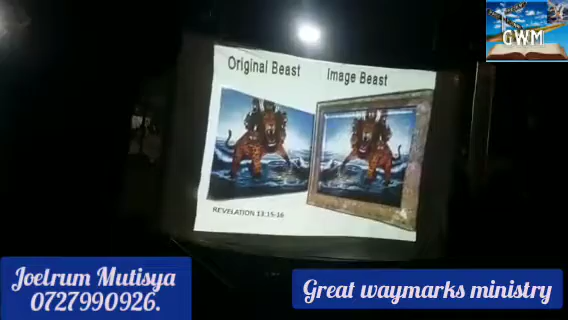 GWM
Original Beast
Image Beast
REVELATION 13:15-16
Joelrum Mutisya
0727990926.
Great waymarks ministry